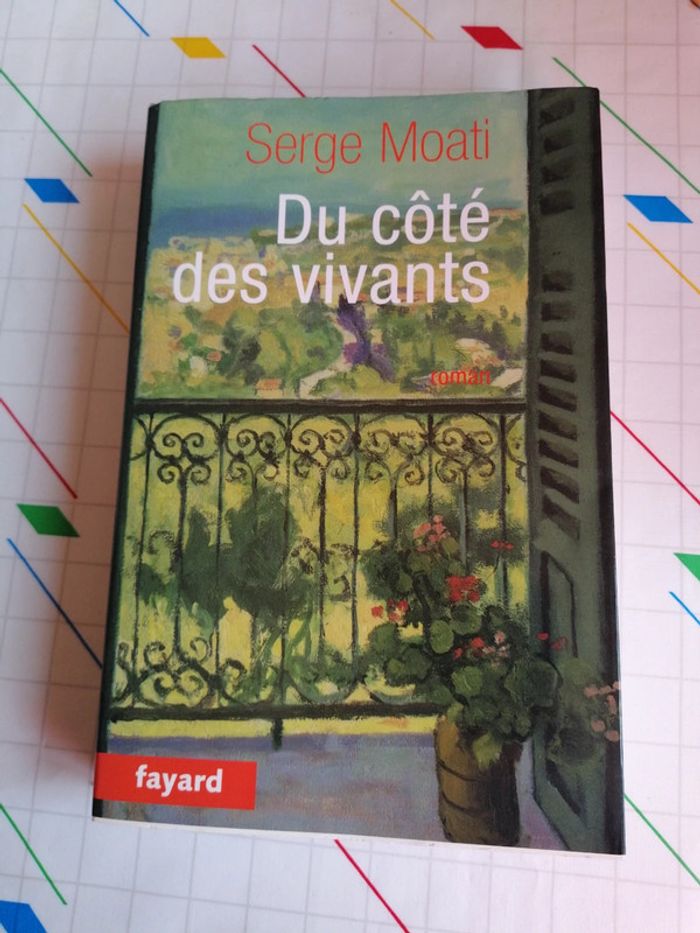 Serge Moati
Du côté
des vivants
roman
fayard